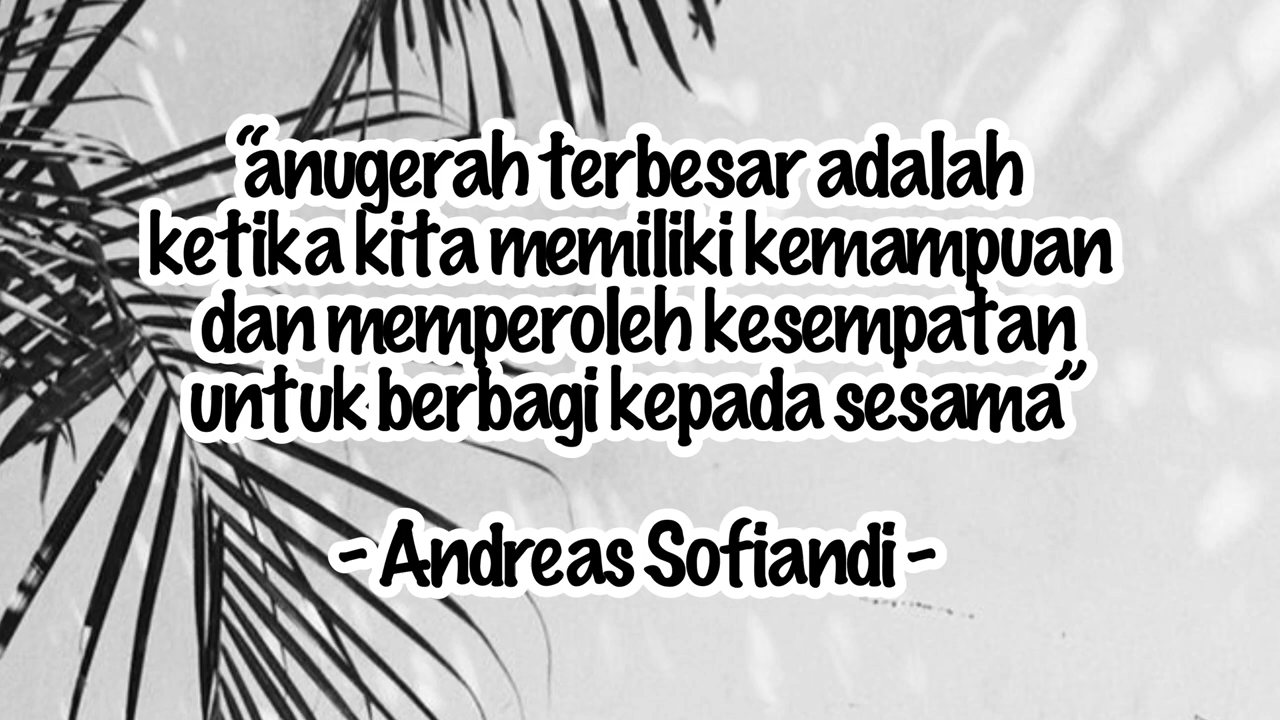 “anugerah terbesar adalah
ketika kita memiliki kemampuan
dan memperoleh kesempatan
untuk berbagi kepada sesama”
- Andreas Sofiandi -